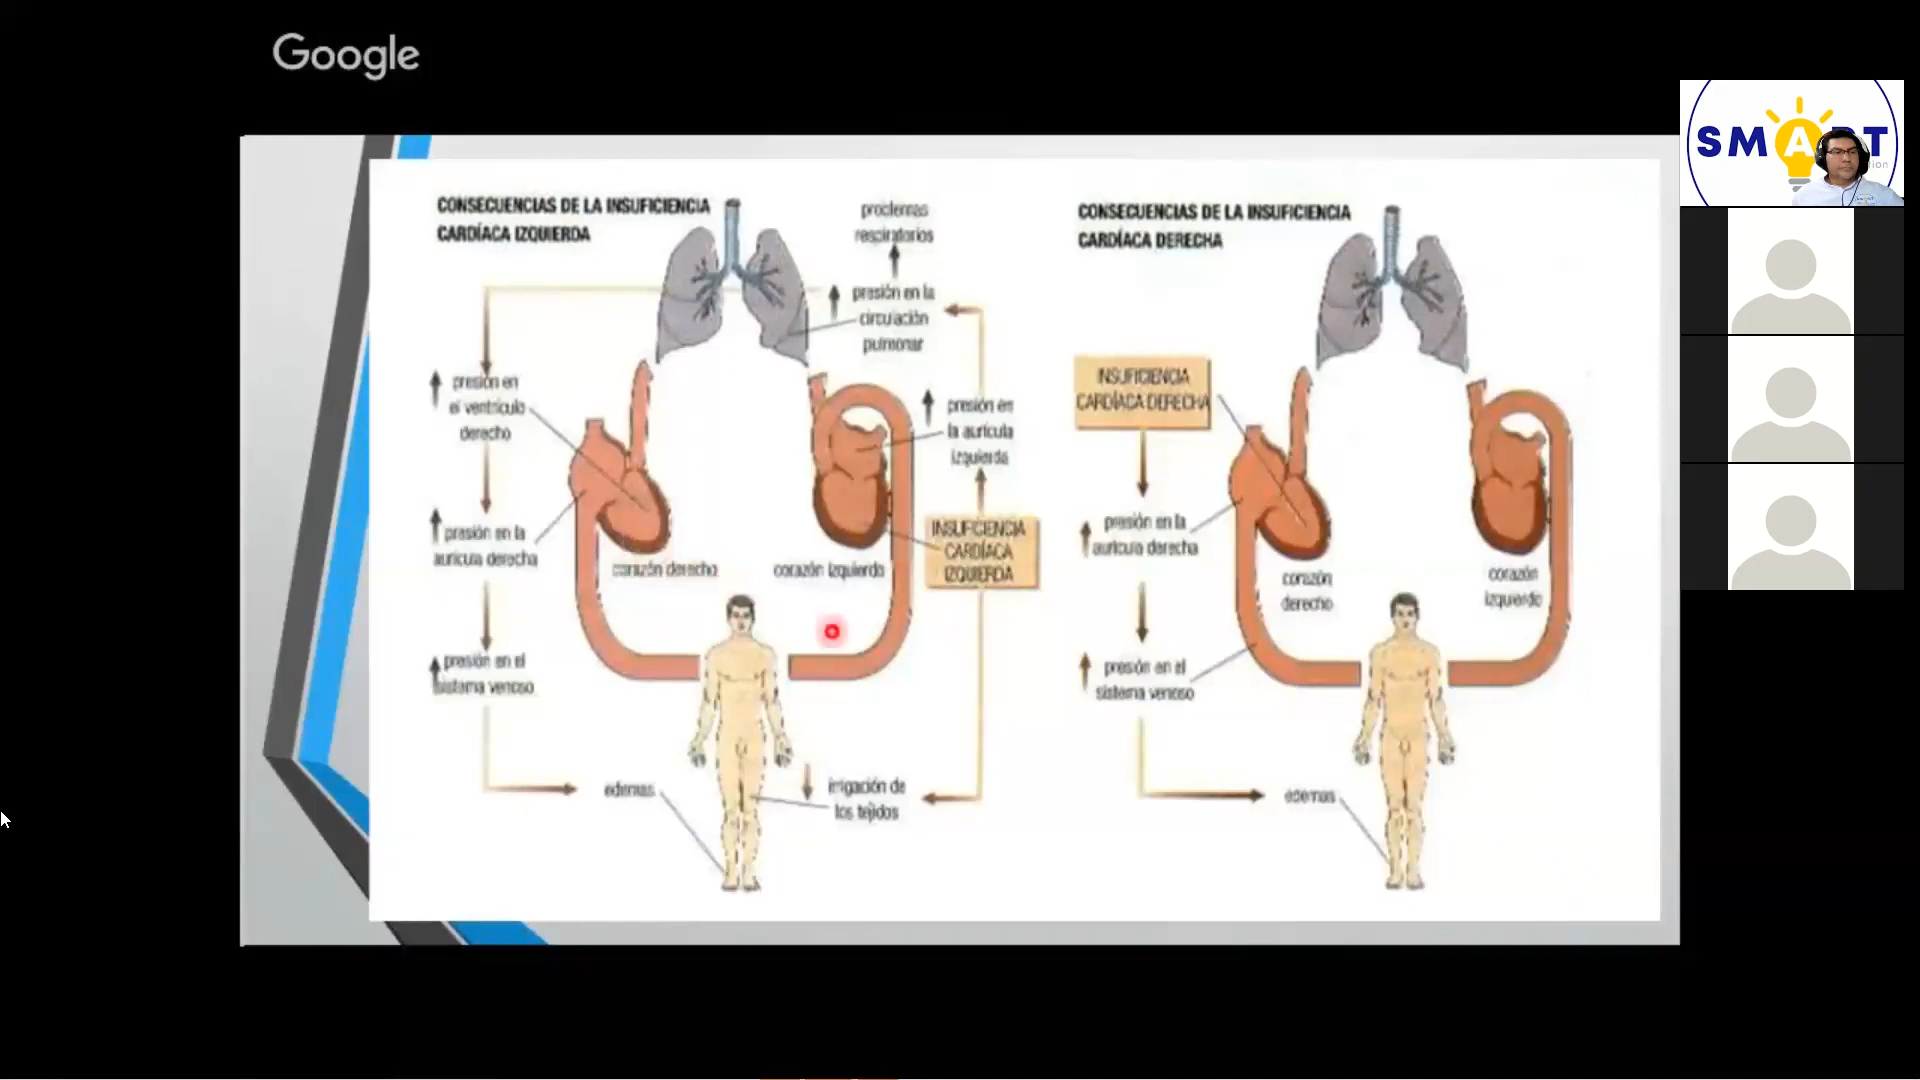 Google
CONSECUENCIAS DE LA INSUFICIENCIA
CARDÍACA IZQUIERDA
proclemas
respiratorios
presión en la
circulación
pulmonar
presión en
el ventrículo
derecho
presión en
la aurícula
izquierda
presión en la
aurícula derecha
INSUFICIENCIA
CARDÍACA
IZQUIERDA
corazón derecho
corazón izquierdo
presión en el
sistema venoso
edemas
irrigación de
los tejidos
CONSECUENCIAS DE LA INSUFICIENCIA
CARDÍACA DERECHA
INSUFICIENCIA
CARDÍACA DERECHA
presión en la
aurícula derecha
corazón
derecho
corazón
izquierdo
presión en el
sistema venoso
edemas
SMART